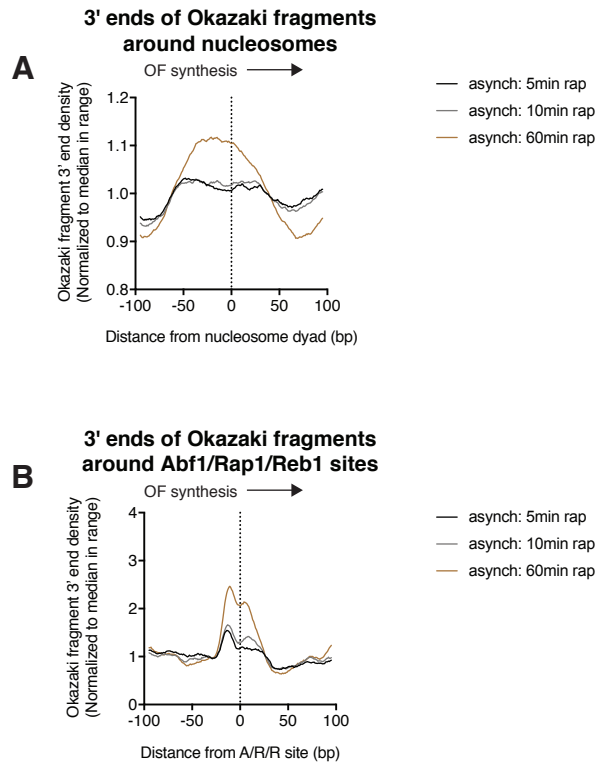 3' ends of Okazaki fragments
around nucleosomes
A
OF synthesis
asynch: 5min rap
asynch: 10min rap
asynch: 60min rap
Okazaki fragment 3' end density
(Normalized to median in range)
1.2
1.1
1.0
0.9
0.8
-100 -50 0 50 100
Distance from nucleosome dyad (bp)
3' ends of Okazaki fragments
around Abf1/Rap1/Reb1 sites
B
OF synthesis
asynch: 5min rap
asynch: 10min rap
asynch: 60min rap
Okazaki fragment 3' end density
(Normalized to median in range)
4
3
2
1
0
-100 -50 0 50 100
Distance from A/R/R site (bp)